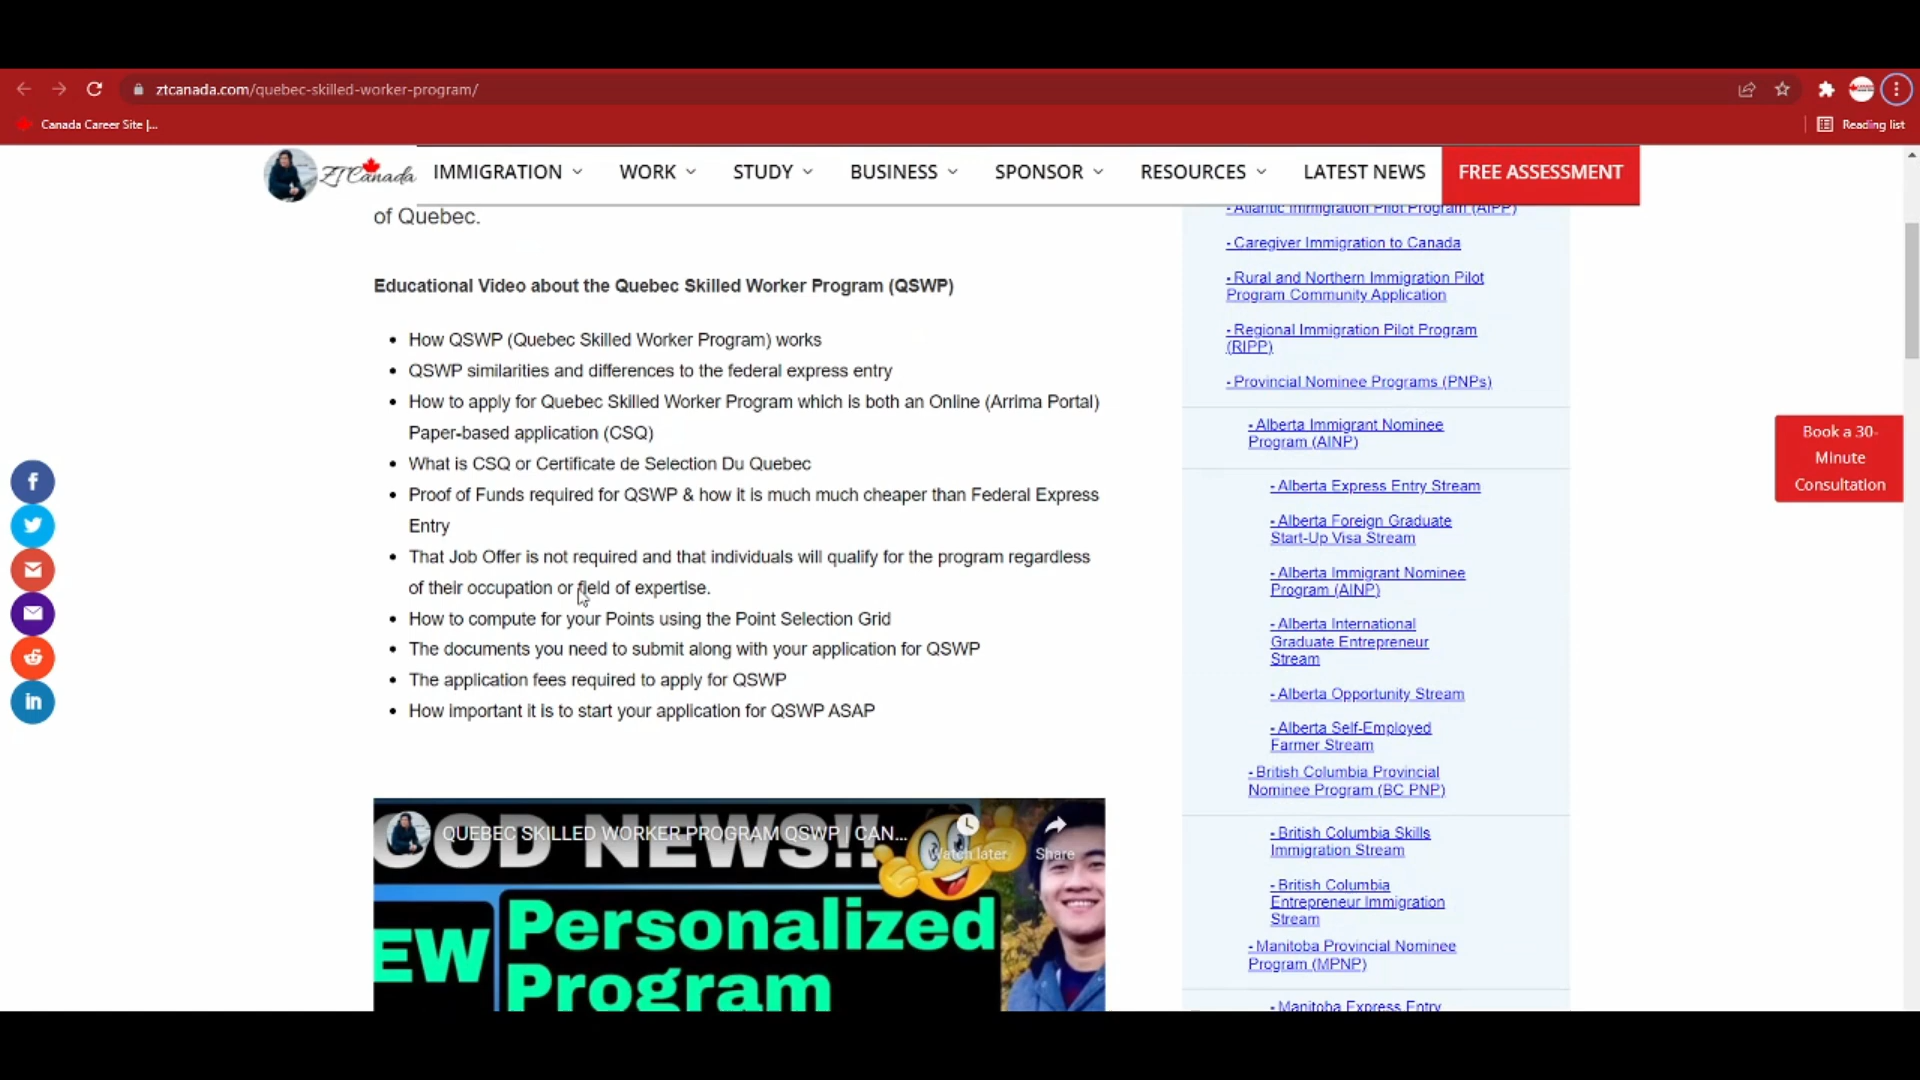 ztcanada.com/quebec-skilled-worker-program/
Canada Career Site |...
Reading list
ZTCanada
IMMIGRATION
WORK
STUDY
BUSINESS
SPONSOR
RESOURCES
LATEST NEWS
FREE ASSESSMENT
of Quebec.
Educational Video about the Quebec Skilled Worker Program (QSWP)
How QSWP (Quebec Skilled Worker Program) works
QSWP similarities and differences to the federal express entry
How to apply for Quebec Skilled Worker Program which is both an Online (Arrima Portal)
Paper-based application (CSQ)
What is CSQ or Certificate de Selection Du Quebec
Proof of Funds required for QSWP & how it is much much cheaper than Federal Express
Entry
That Job Offer is not required and that individuals will qualify for the program regardless
of their occupation or field of expertise.
How to compute for your Points using the Point Selection Grid
The documents you need to submit along with your application for QSWP
The application fees required to apply for QSWP
How important it is to start your application for QSWP ASAP
QUEBEC SKILLED WORKER PROGRAM QSWP | CAN...
Watch later
Share
OOD NEWS!!
EW
Personalized
Program
- Atlantic Immigration Pilot Program (AIPP)
- Caregiver Immigration to Canada
- Rural and Northern Immigration Pilot
Program Community Application
- Regional Immigration Pilot Program
(RIPP)
- Provincial Nominee Programs (PNPs)
- Alberta Immigrant Nominee
Program (AINP)
- Alberta Express Entry Stream
- Alberta Foreign Graduate
Start-Up Visa Stream
- Alberta Immigrant Nominee
Program (AINP)
- Alberta International
Graduate Entrepreneur
Stream
- Alberta Opportunity Stream
- Alberta Self-Employed
Farmer Stream
- British Columbia Provincial
Nominee Program (BC PNP)
- British Columbia Skills
Immigration Stream
- British Columbia
Entrepreneur Immigration
Stream
- Manitoba Provincial Nominee
Program (MPNP)
- Manitoba Express Entry
Book a 30-
Minute
Consultation